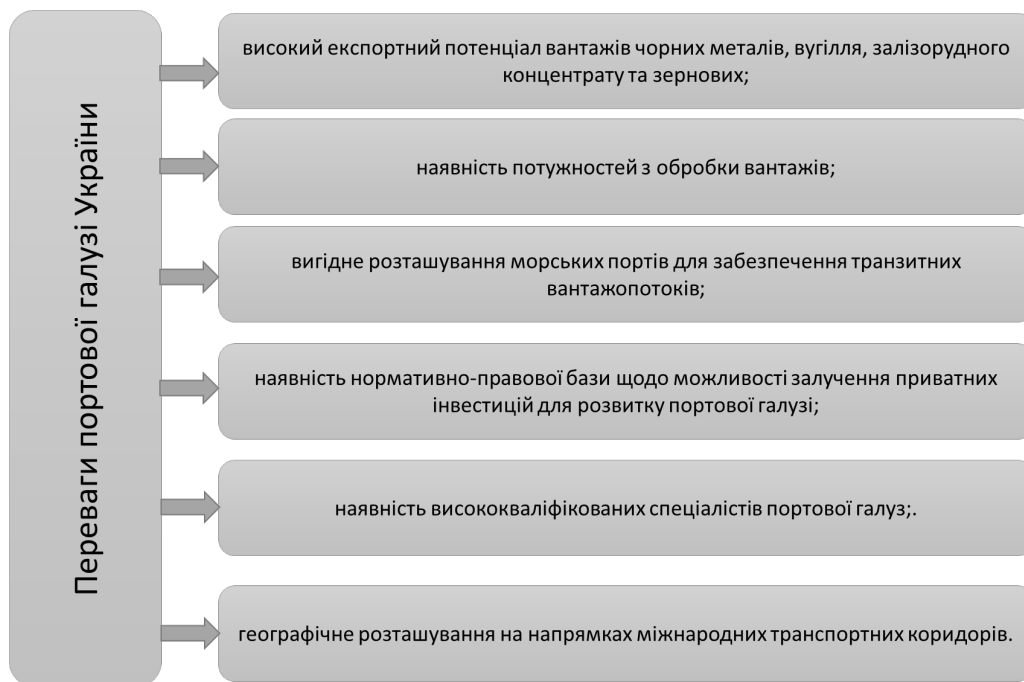 Переваги портової галузі України
високий експортний потенціал вантажів чорних металів, вугілля, залізорудного
концентрату та зернових;
наявність потужностей з обробки вантажів;
вигідне розташування морських портів для забезпечення транзитних
вантажопотоків;
наявність нормативно-правової бази щодо можливості залучення приватних
інвестицій для розвитку портової галузі;
наявність висококваліфікованих спеціалістів портової галуз;.
географічне розташування на напрямках міжнародних транспортних коридорів.